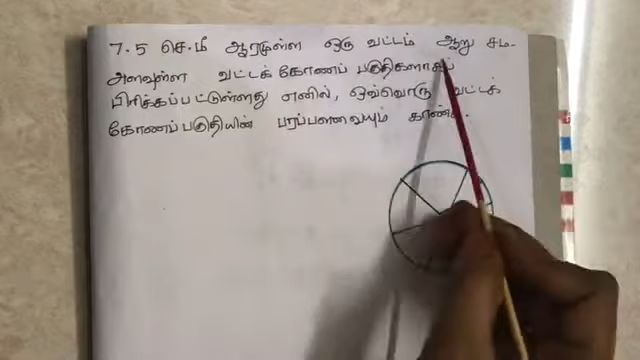 7.5 செ.மீ ஆரமுள்ள ஒரு வட்டம் ஆறு சம-
அளவுள்ள வட்டக் கோணப் பகுதிகளாகப்
பிரிக்கப்பட்டுள்ளது எனில், ஒவ்வொரு வட்டக்
கோணப் பகுதியின் பரப்பளவையும் காண்க.